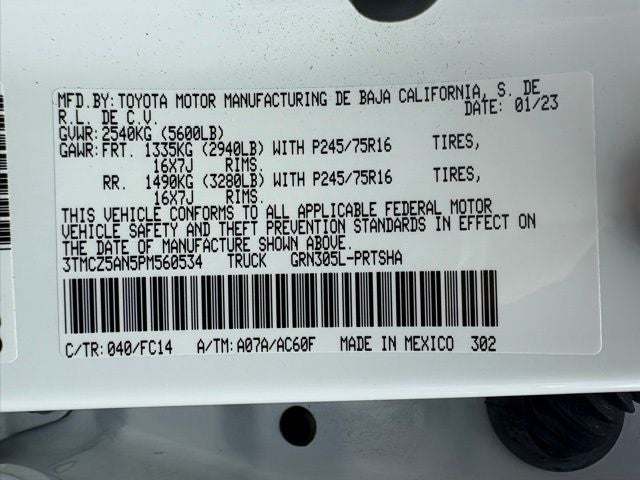 MFD.BY:TOYOTA MOTOR MANUFACTURING DE BAJA CALIFORNIA, S. DE
R.L. DE C.V. DATE: 01/23
GVWR:2540KG (5600LB)
GAWR:FRT. 1335KG (2940LB) WITH P245/75R16 TIRES,
16X7J RIMS.
RR. 1490KG (3280LB) WITH P245/75R16 TIRES,
16X7J RIMS.
THIS VEHICLE CONFORMS TO ALL APPLICABLE FEDERAL MOTOR
VEHICLE SAFETY AND THEFT PREVENTION STANDARDS IN EFFECT ON
THE DATE OF MANUFACTURE SHOWN ABOVE.
3TMCZ5AN5PM560534 TRUCK GRN305L-PRTSHA
C/TR:040/FC14 A/TM:A07A/AC60F MADE IN MEXICO 302